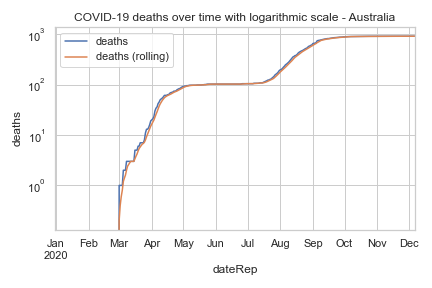 COVID-19 deaths over time with logarithmic scale - Australia
deaths
deaths (rolling)
deaths
10³
10²
10¹
10⁰
Jan Feb Mar Apr May Jun Jul Aug Sep Oct Nov Dec
2020
dateRep